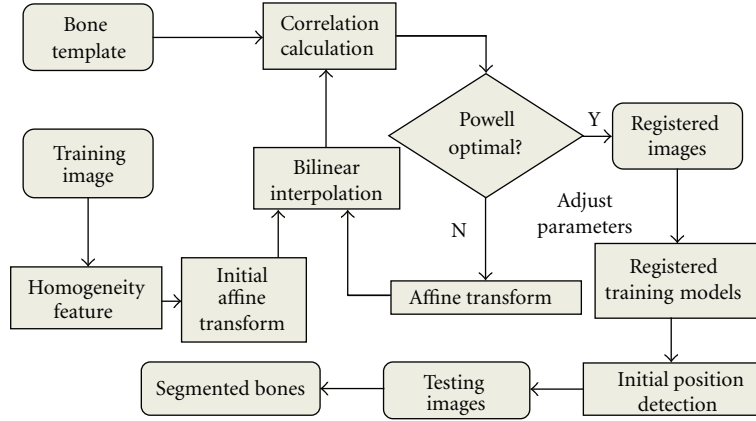 Bone
template
Correlation
calculation
Powell
optimal?
Y
Registered
images
Training
image
Bilinear
interpolation
N
Adjust
parameters
Homogeneity
feature
Initial
affine
transform
Affine transform
Registered
training models
Segmented bones
Testing
images
Initial position
detection